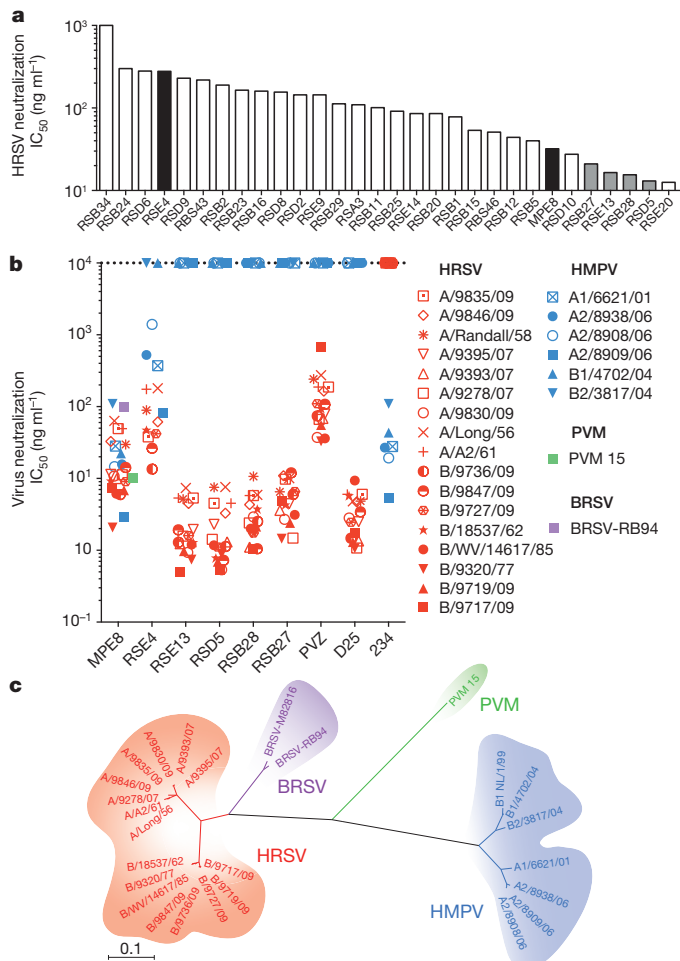 a
HRSV neutralization
IC50 (ng ml−1)
10³
10²
10¹
RSB34
RSB24
RSD6
RSE4
RSD9
RBS43
RSB2
RSB23
RSB16
RSD8
RSD2
RSE9
RSB29
RSA3
RSB11
RSB25
RSE14
RSB20
RSB1
RSB15
RBS46
RSB12
RSB5
MPE8
RSD10
RSB27
RSE13
RSB28
RSD5
RSE20
b
Virus neutralization
IC50 (ng ml−1)
10⁴
10³
10²
10¹
1
10−1
MPE8
RSE4
RSE13
RSD5
RSB28
RSB27
PVZ
D25
234
HRSV
A/9835/09
A/9846/09
A/Randall/58
A/9395/07
A/9393/07
A/9278/07
A/9830/09
A/Long/56
A/A2/61
B/9736/09
B/9847/09
B/9727/09
B/18537/62
B/WV/14617/85
B/9320/77
B/9719/09
B/9717/09
HMPV
A1/6621/01
A2/8938/06
A2/8908/06
A2/8909/06
B1/4702/04
B2/3817/04
PVM
PVM 15
BRSV
BRSV-RB94
c
A/9393/07
A/9830/09
A/9835/09
A/9395/07
A/9846/09
A/9278/07
A/A2/61
A/Long/56
HRSV
B/18537/62
B/9320/77
B/WV/14617/85
B/9847/09
B/9736/09
B/9727/09
B/9719/09
B/9717/09
0.1
BRSV-M82816
BRSV-RB94
BRSV
PVM 15
PVM
B1 NL/1/99
B1/4702/04
B2/3817/04
A1/6621/01
A2/8938/06
A2/8909/06
A2/8908/06
HMPV